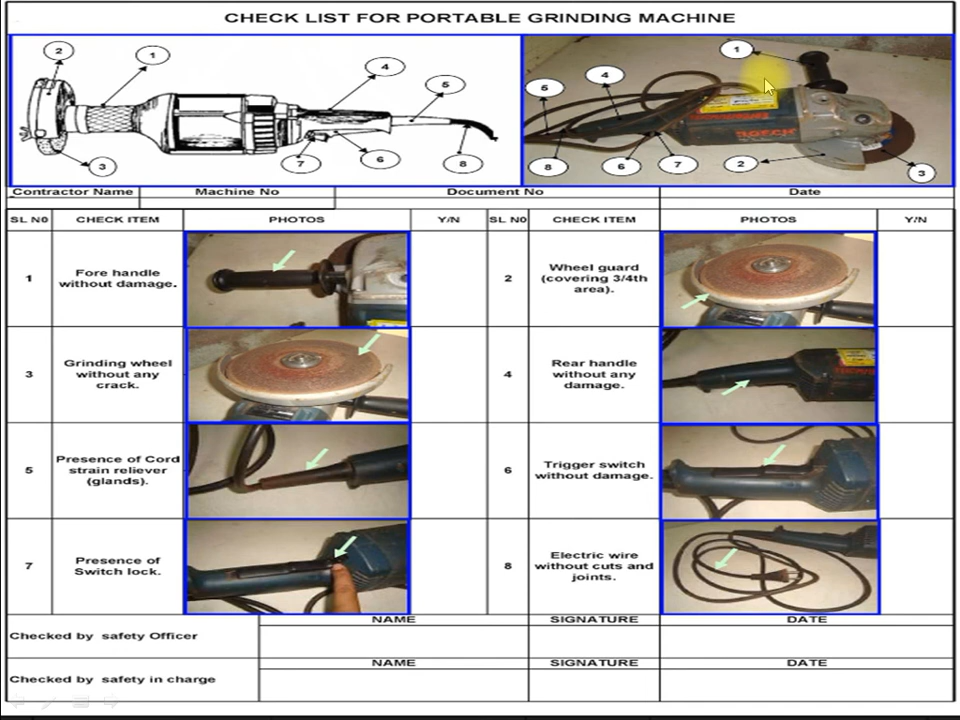 CHECK LIST FOR PORTABLE GRINDING MACHINE
2
1
4
5
3
7
6
8
1
4
5
8
6
7
2
3
BOSCH
Contractor Name
Machine No
Document No
Date
SL N0
CHECK ITEM
PHOTOS
Y/N
SL N0
CHECK ITEM
PHOTOS
Y/N
1
Fore handle
without damage.
2
Wheel guard
(covering 3/4th
area).
3
Grinding wheel
without any
crack.
4
Rear handle
without any
damage.
5
Presence of Cord
strain reliever
(glands).
6
Trigger switch
without damage.
7
Presence of
Switch lock.
8
Electric wire
without cuts and
joints.
Checked by safety Officer
NAME
SIGNATURE
DATE
Checked by safety in charge
NAME
SIGNATURE
DATE